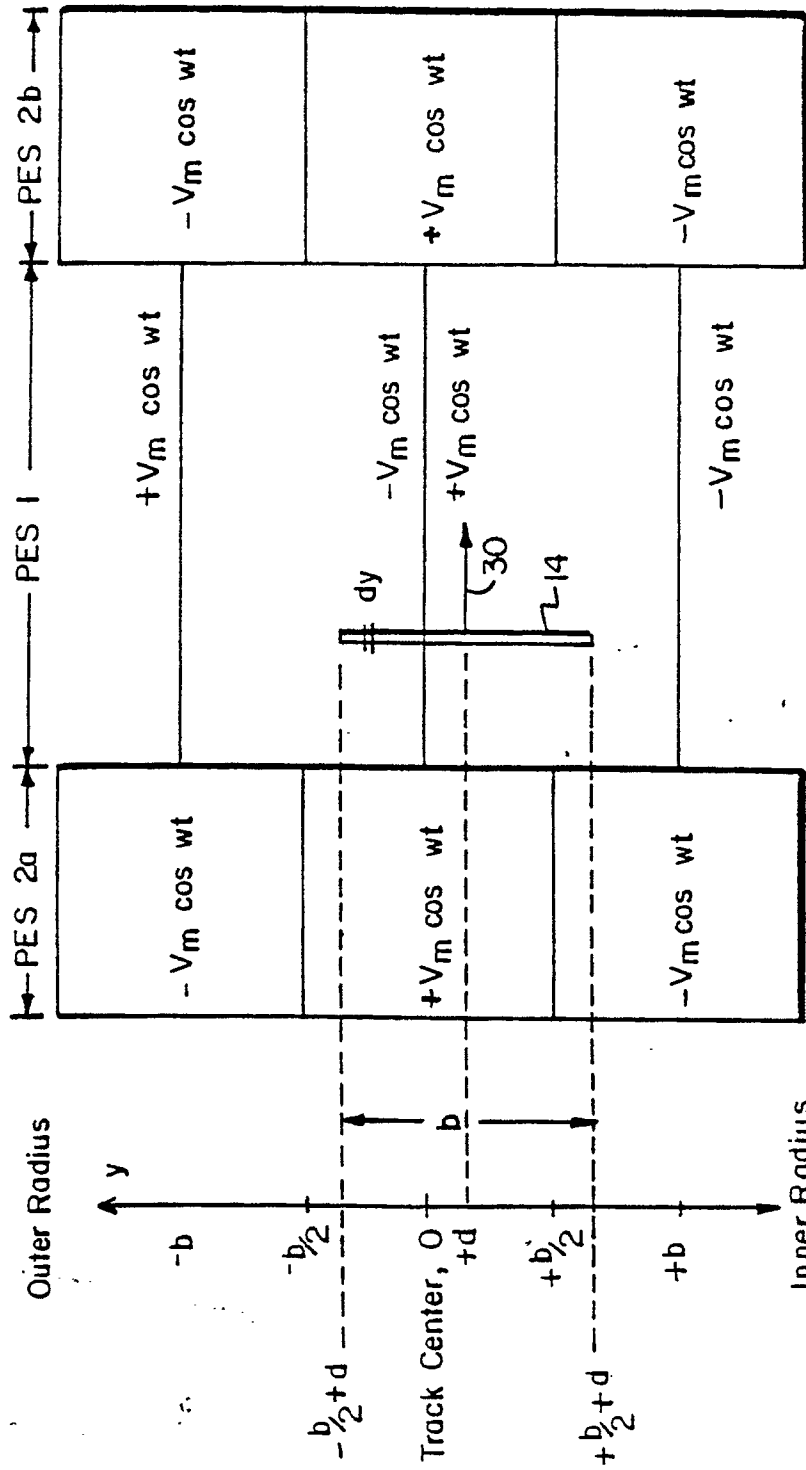 PES 2a
PES 1
PES 2b
Outer Radius
y
-b
-b/2
-b/2+d
Track Center, 0
+d
+b/2
+b/2+d
+b
Inner Radius
b
-Vm cos wt
+Vm cos wt
-Vm cos wt
+Vm cos wt
-Vm cos wt
+Vm cos wt
-Vm cos wt
dy
30
14
-Vm cos wt
+Vm cos wt
-Vm cos wt